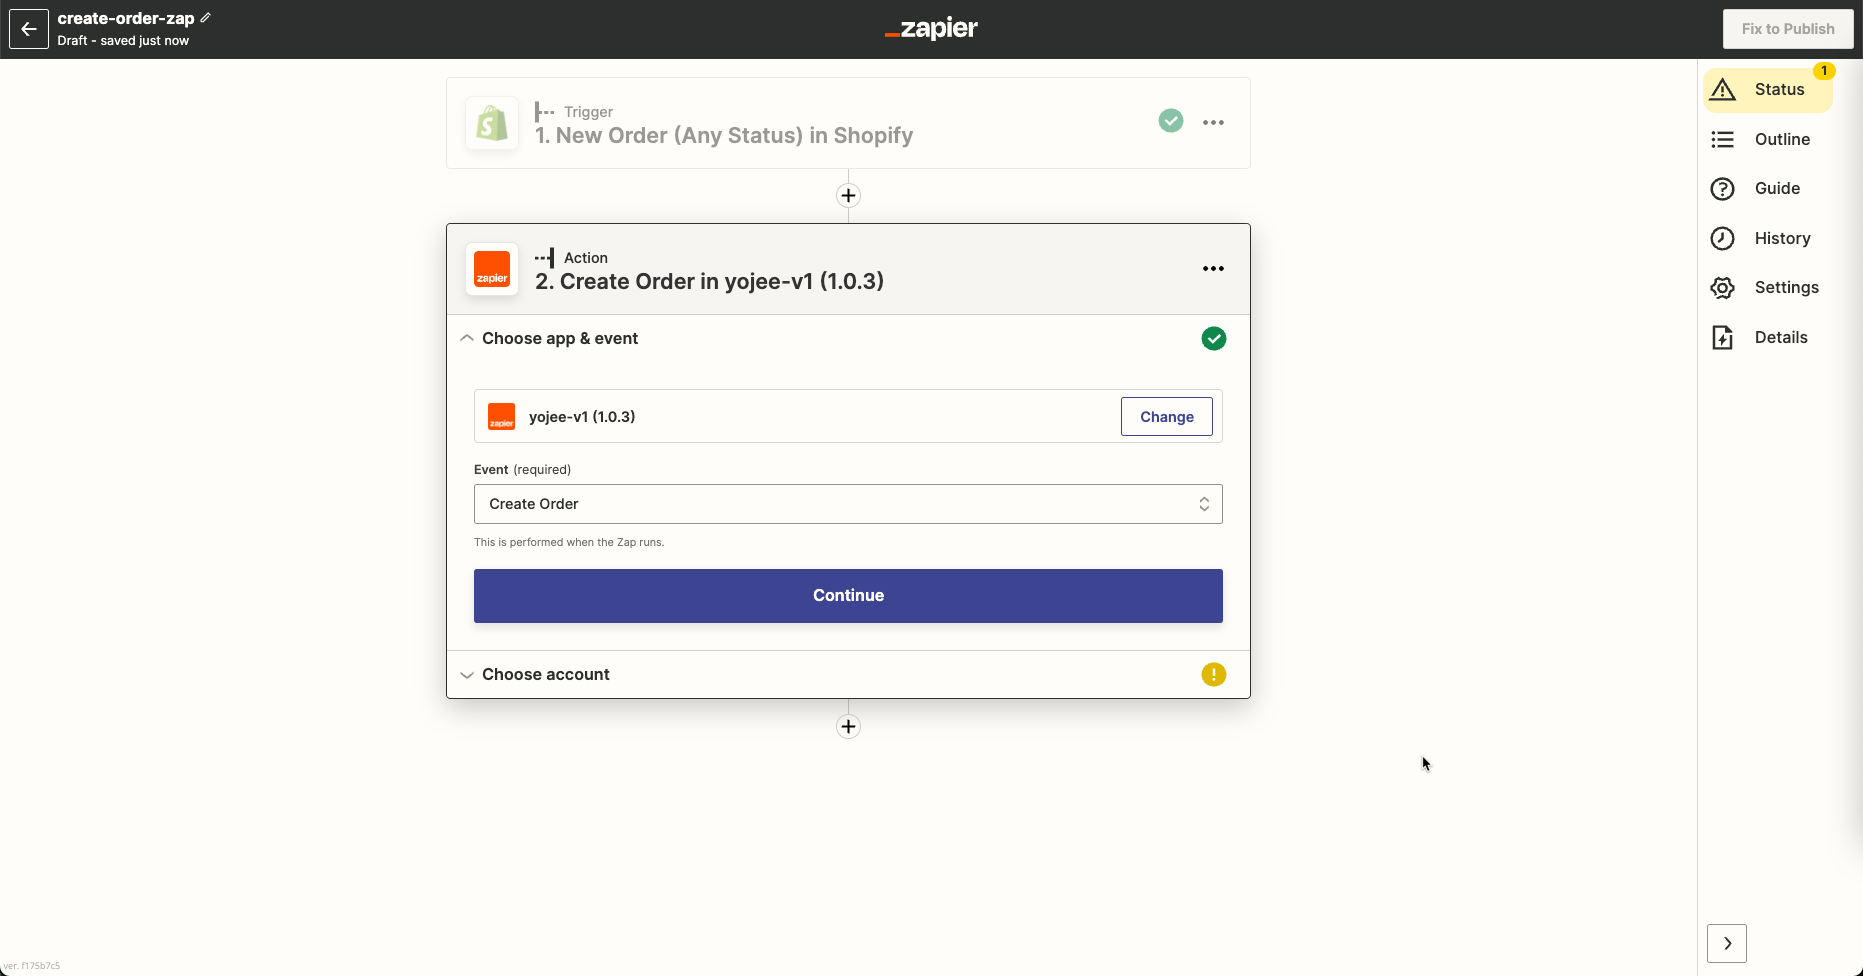 create-order-zap
Draft - saved just now
zapier
Fix to Publish
Trigger
1. New Order (Any Status) in Shopify
zapier
Action
2. Create Order in yojee-v1 (1.0.3)
Choose app & event
zapier
yojee-v1 (1.0.3)
Change
Event (required)
Create Order
This is performed when the Zap runs.
Continue
Choose account
1
Status
Outline
Guide
History
Settings
Details
ver. f175b7c5